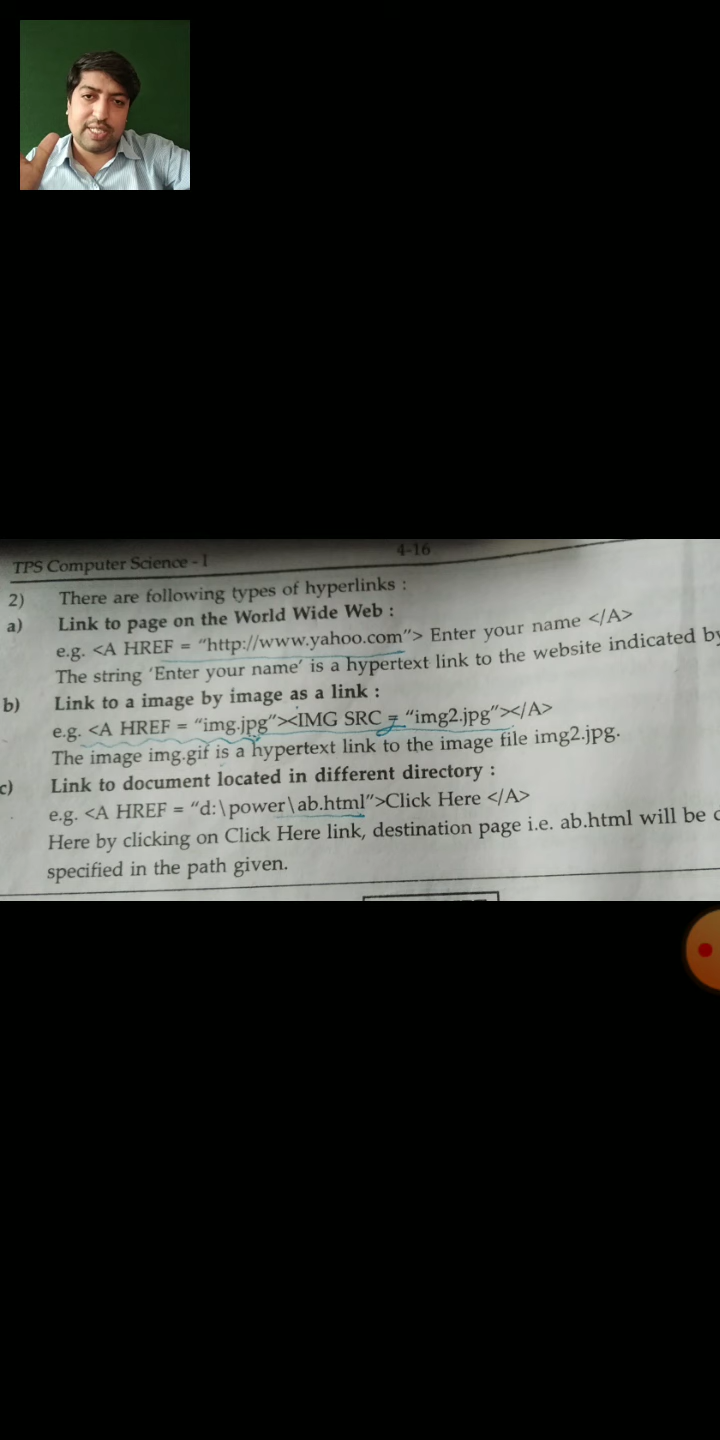 TPS Computer Science - I 4-16
2) There are following types of hyperlinks :
a) Link to page on the World Wide Web :
e.g. <A HREF = “http://www.yahoo.com”> Enter your name </A>
The string ‘Enter your name’ is a hypertext link to the website indicated by
b) Link to a image by image as a link :
e.g. <A HREF = “img.jpg”><IMG SRC = “img2.jpg”></A>
The image img.gif is a hypertext link to the image file img2.jpg.
c) Link to document located in different directory :
e.g. <A HREF = “d:\power\ab.html”>Click Here </A>
Here by clicking on Click Here link, destination page i.e. ab.html will be
specified in the path given.